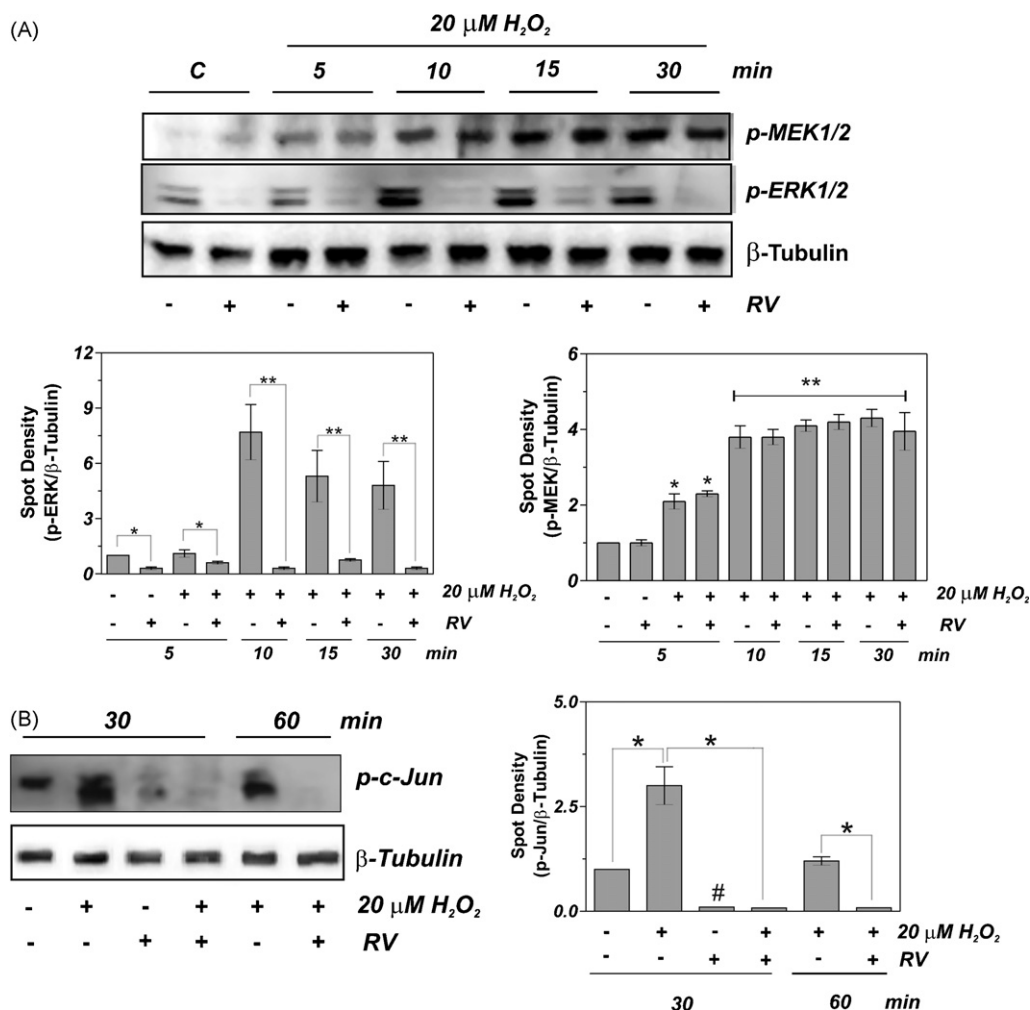 (A)
20 μM H₂O₂
C 5 10 15 30 min
p-MEK1/2
p-ERK1/2
β-Tubulin
- + - + - + - + - + RV
Spot Density
(p-ERK/β-Tubulin)
12
9
6
3
0
* * ** ** **
- - + + + + + + + + 20 μM H₂O₂
- + - + - + - + - + RV
5 10 15 30 min
Spot Density
(p-MEK/β-Tubulin)
6
4
2
0
* * **
- - + + + + + + + + 20 μM H₂O₂
- + - + - + - + - + RV
5 10 15 30 min
(B)
30 60 min
p-c-Jun
β-Tubulin
- + - + + + 20 μM H₂O₂
- - + + - + RV
Spot Density
(p-Jun/β-Tubulin)
5.0
2.5
0.0
* * # *
- + - + + + 20 μM H₂O₂
- - + + - + RV
30 60 min